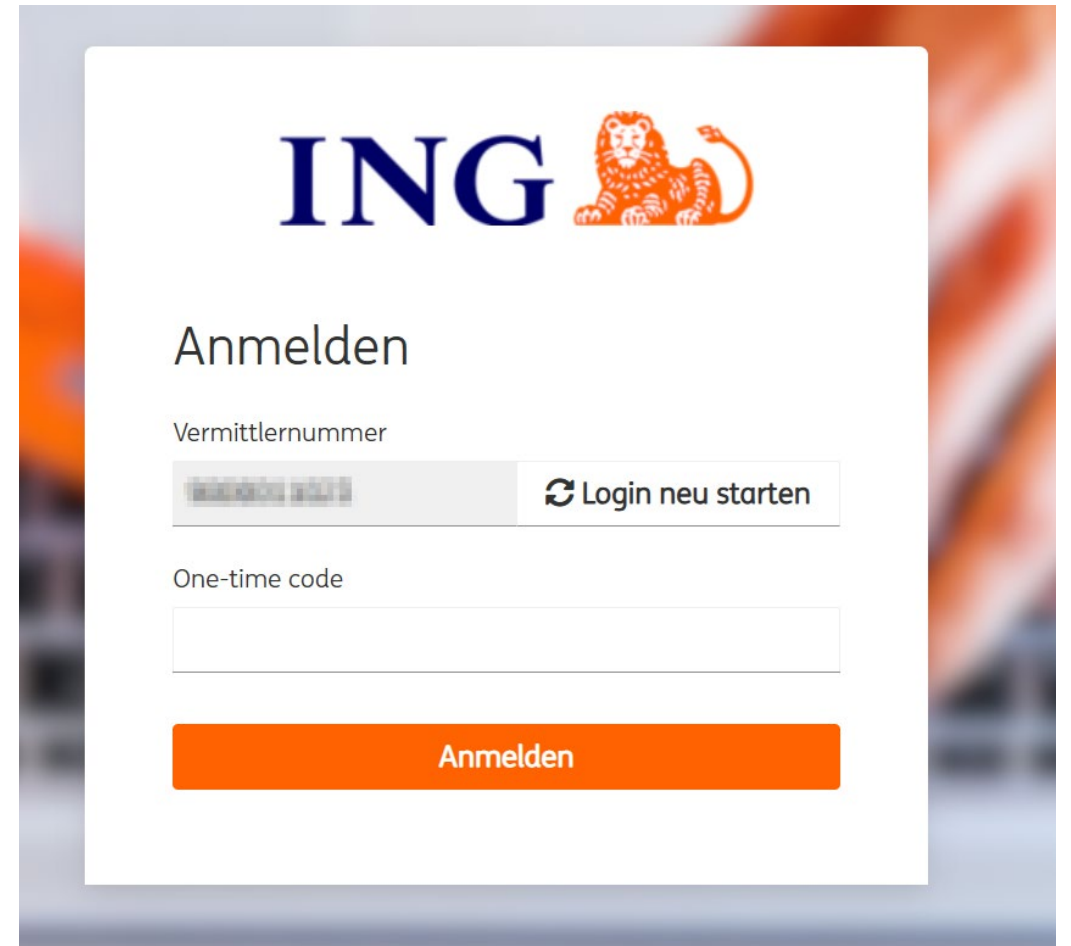 ING
Anmelden
Vermittlernummer
Login neu starten
One-time code
Anmelden